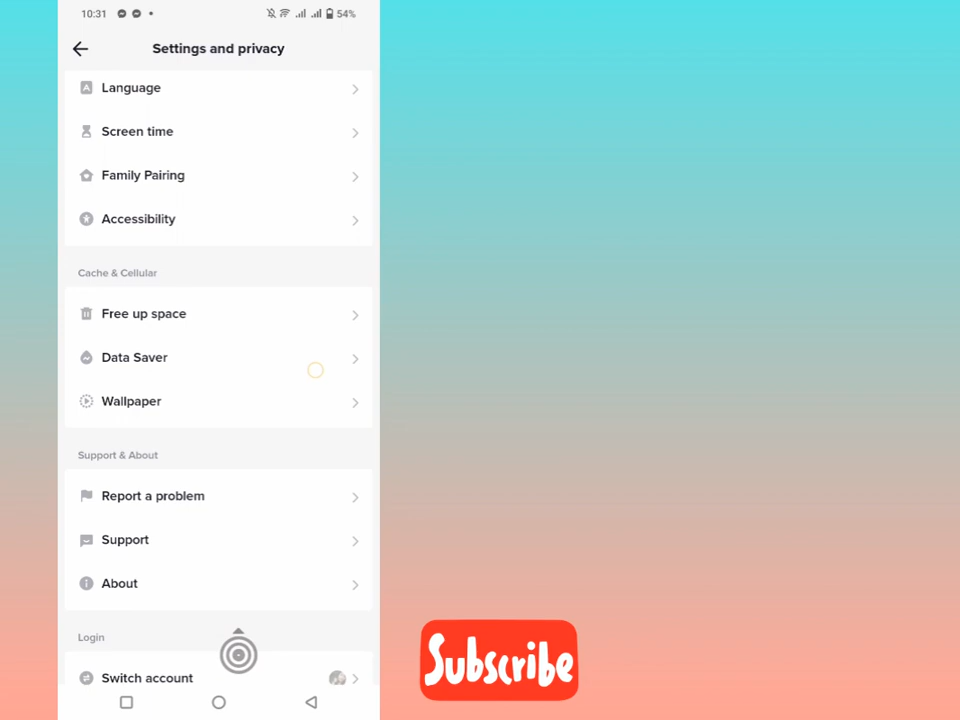 10:31
54%
Settings and privacy
Language
Screen time
Family Pairing
Accessibility
Cache & Cellular
Free up space
Data Saver
Wallpaper
Support & About
Report a problem
Support
About
Login
Switch account
Subscribe